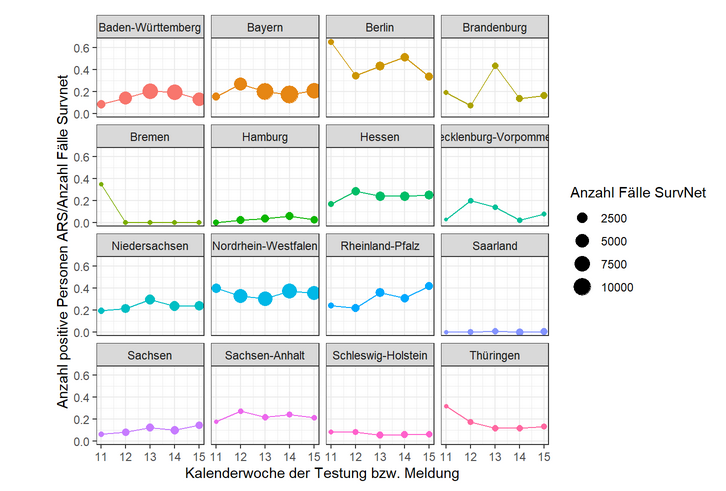 Baden-Württemberg Bayern Berlin Brandenburg
0.6
0.4
0.2
0.0
Bremen Hamburg Hessen ecklenburg-Vorpomme
0.6
0.4
0.2
0.0
Niedersachsen Nordrhein-Westfalen Rheinland-Pfalz Saarland
0.6
0.4
0.2
0.0
Sachsen Sachsen-Anhalt Schleswig-Holstein Thüringen
0.6
0.4
0.2
0.0
11 12 13 14 15 11 12 13 14 15 11 12 13 14 15 11 12 13 14 15
Kalenderwoche der Testung bzw. Meldung
Anzahl positive Personen ARS/Anzahl Fälle Survnet
Anzahl Fälle SurvNet
2500
5000
7500
10000